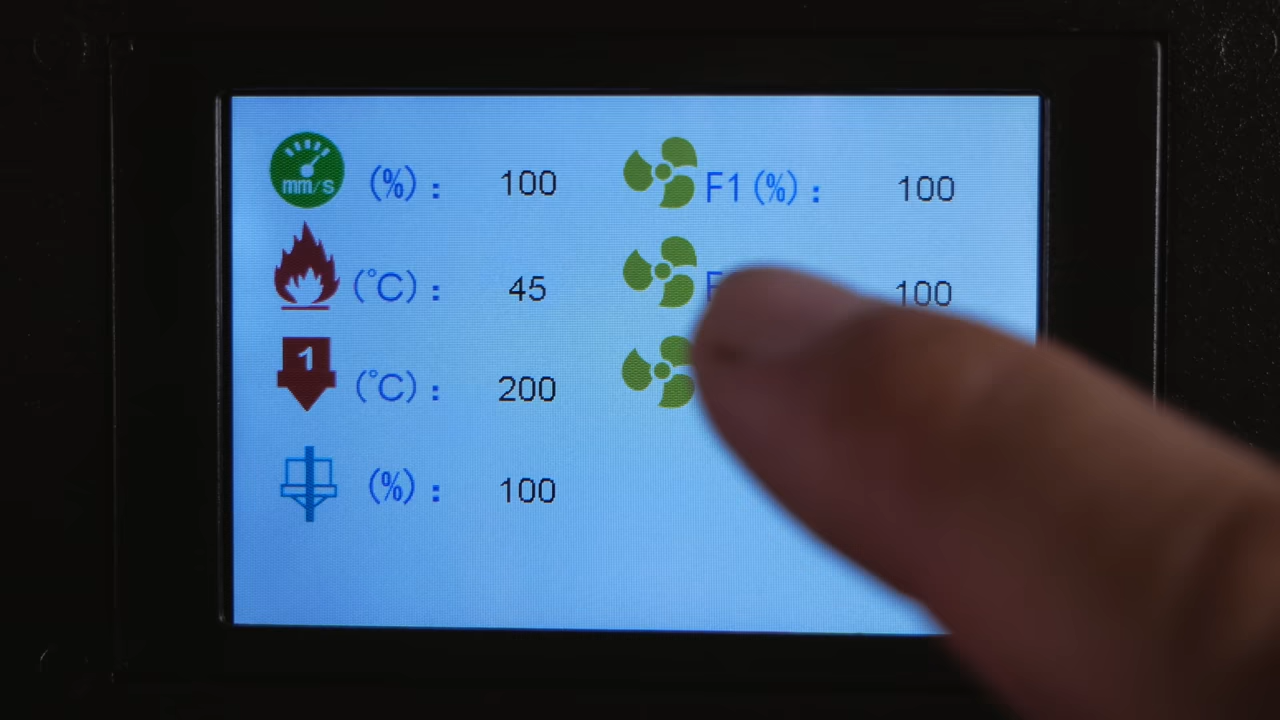 mm/s (%) : 100 F1 (%) : 100
(°C) : 45 100
1 (°C) : 200
(%) : 100